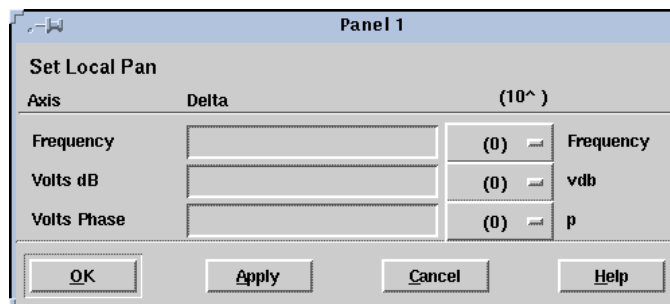 Panel 1
Set Local Pan
Axis Delta (10^ )
Frequency (0) Frequency
Volts dB (0) vdb
Volts Phase (0) p
OK Apply Cancel Help